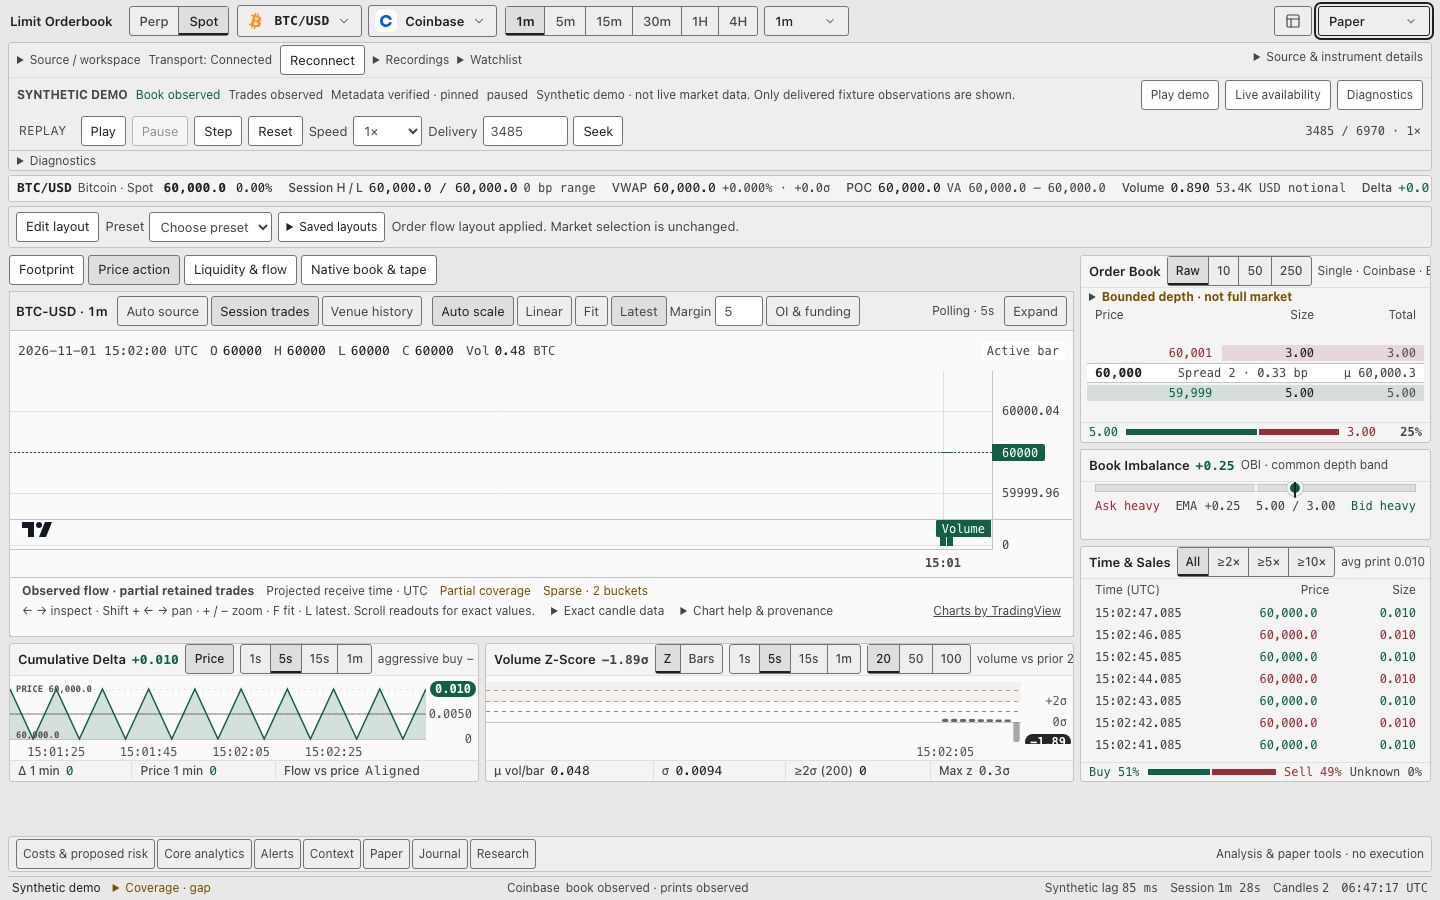 Limit Orderbook Perp Spot BTC/USD Coinbase 1m 5m 15m 30m 1H 4H 1m Paper
▶ Source / workspace Transport: Connected Reconnect ▶ Recordings ▶ Watchlist ▶ Source & instrument details
SYNTHETIC DEMO Book observed Trades observed Metadata verified · pinned paused Synthetic demo · not live market data. Only delivered fixture observations are shown. Play demo Live availability Diagnostics
REPLAY Play Pause Step Reset Speed 1× Delivery 3485 Seek 3485 / 6970 · 1×
▶ Diagnostics
BTC/USD Bitcoin · Spot 60,000.0 0.00% Session H / L 60,000.0 / 60,000.0 0 bp range VWAP 60,000.0 +0.000% · +0.0σ POC 60,000.0 VA 60,000.0 – 60,000.0 Volume 0.890 53.4K USD notional Delta +0.0
Edit layout Preset Choose preset ▶ Saved layouts Order flow layout applied. Market selection is unchanged.
Footprint Price action Liquidity & flow Native book & tape
BTC-USD · 1m Auto source Session trades Venue history Auto scale Linear Fit Latest Margin 5 OI & funding Polling · 5s Expand
2026-11-01 15:02:00 UTC O 60000 H 60000 L 60000 C 60000 Vol 0.48 BTC Active bar
60000.04
60000
59999.96
Volume
0
15:01
Observed flow · partial retained trades Projected receive time · UTC Partial coverage Sparse · 2 buckets
← → inspect · Shift + ← → pan · + / − zoom · F fit · L latest. Scroll readouts for exact values. ▶ Exact candle data ▶ Chart help & provenance Charts by TradingView
Cumulative Delta +0.010 Price 1s 5s 15s 1m aggressive buy −
PRICE 60,000.0
0.010
0.0050
60,000.0
0
15:01:25 15:01:45 15:02:05 15:02:25
Δ 1 min 0 Price 1 min 0 Flow vs price Aligned
Volume Z-Score −1.89σ Z Bars 1s 5s 15s 1m 20 50 100 volume vs prior 2
+2σ
0σ
−1.89
15:02:05
μ vol/bar 0.048 σ 0.0094 ≥2σ (200) 0 Max z 0.3σ
Order Book Raw 10 50 250 Single · Coinbase ·
▶ Bounded depth · not full market
Price Size Total
60,001 3.00 3.00
60,000 Spread 2 · 0.33 bp μ 60,000.3
59,999 5.00 5.00
5.00 3.00 25%
Book Imbalance +0.25 OBI · common depth band
Ask heavy EMA +0.25 5.00 / 3.00 Bid heavy
Time & Sales All ≥2× ≥5× ≥10× avg print 0.010
Time (UTC) Price Size
15:02:47.085 60,000.0 0.010
15:02:46.085 60,000.0 0.010
15:02:45.085 60,000.0 0.010
15:02:44.085 60,000.0 0.010
15:02:43.085 60,000.0 0.010
15:02:42.085 60,000.0 0.010
15:02:41.085 60,000.0 0.010
Buy 51% Sell 49% Unknown 0%
Costs & proposed risk Core analytics Alerts Context Paper Journal Research Analysis & paper tools · no execution
Synthetic demo ▶ Coverage · gap Coinbase book observed · prints observed Synthetic lag 85 ms Session 1m 28s Candles 2 06:47:17 UTC